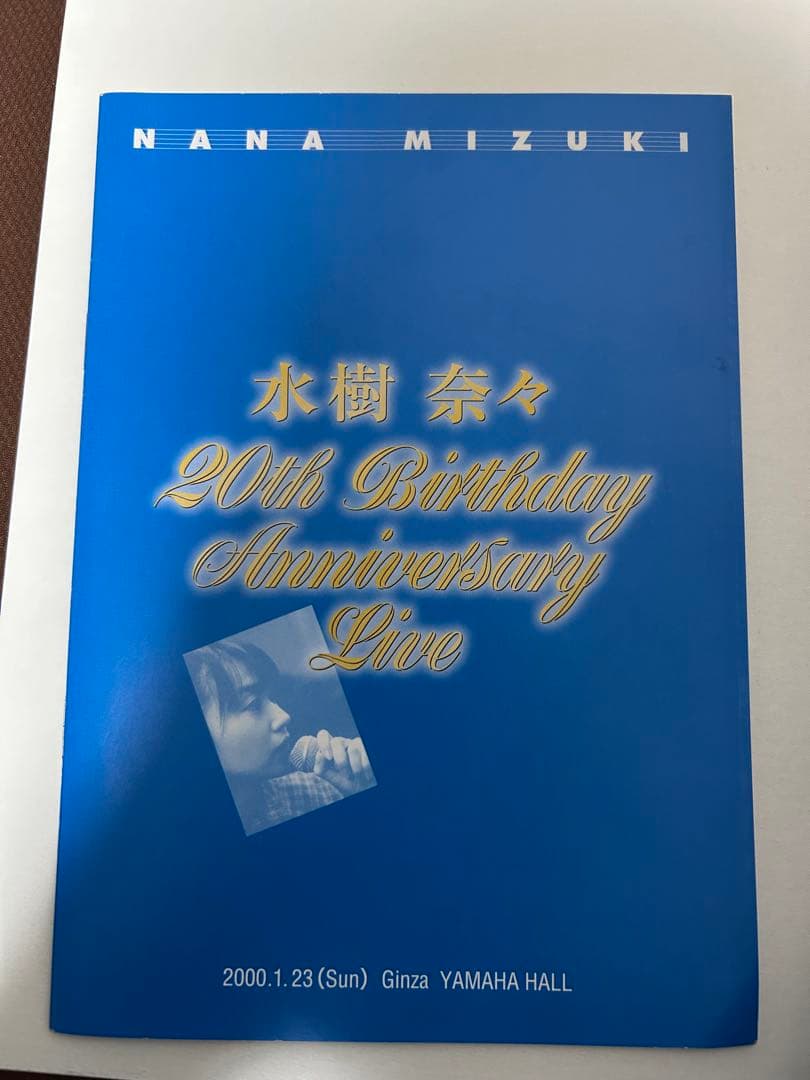 NANA MIZUKI
水樹 奈々
20th Birthday
Anniversary
Live
2000.1.23(Sun) Ginza YAMAHA HALL